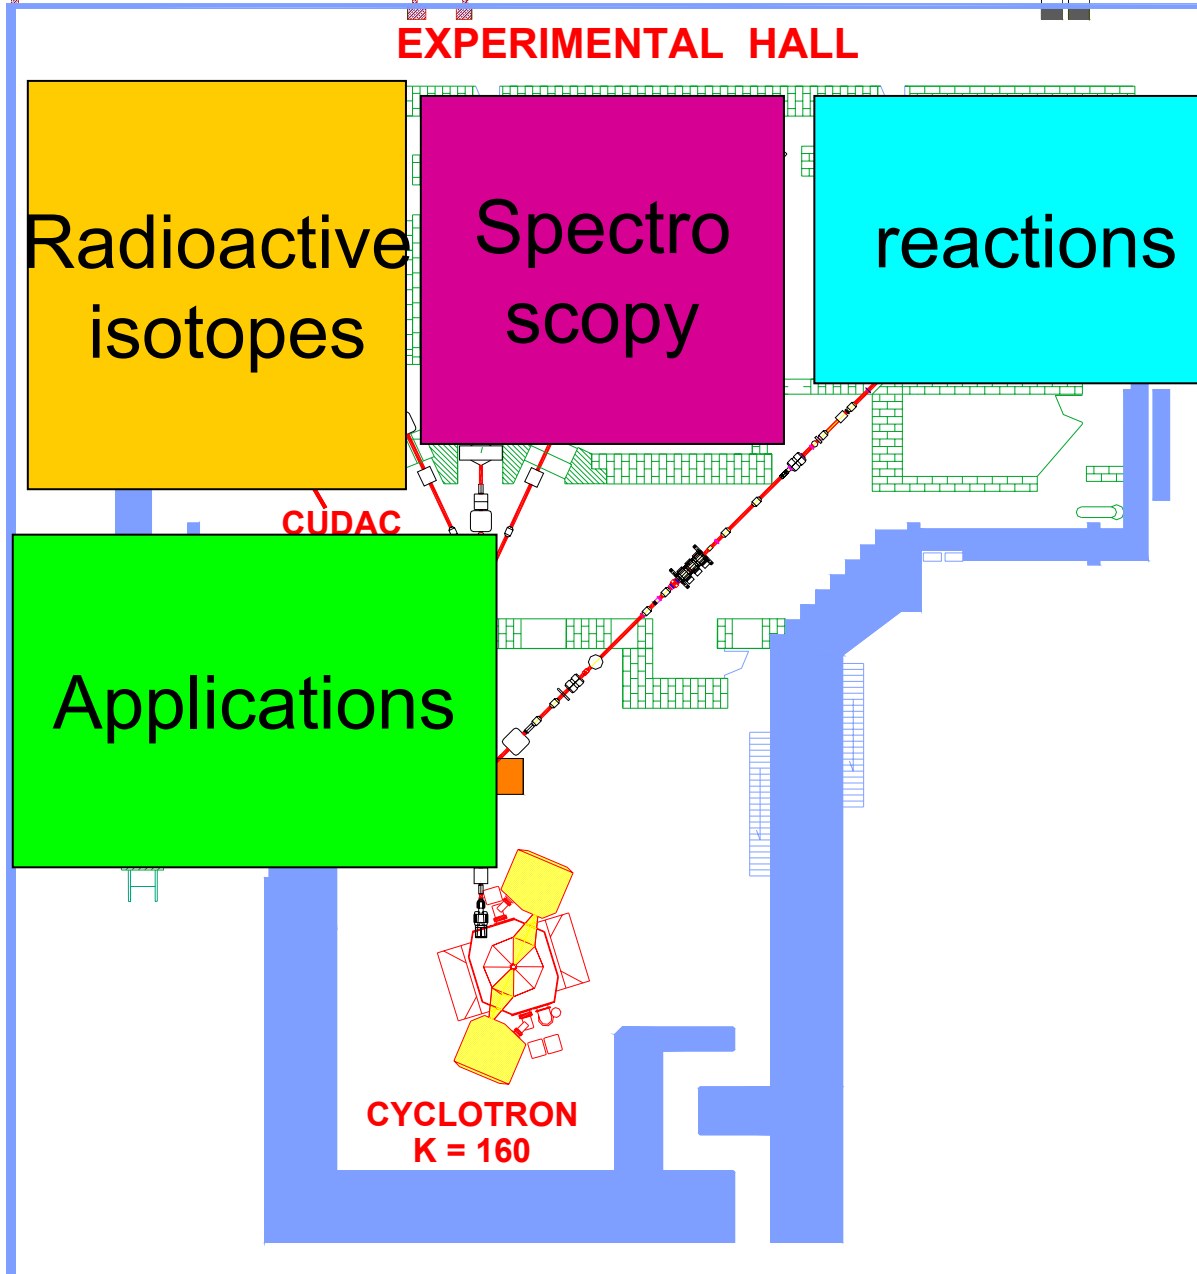 EXPERIMENTAL HALL
Radioactive
isotopes
Spectro
scopy
reactions
CUDAC
Applications
CYCLOTRON
K = 160